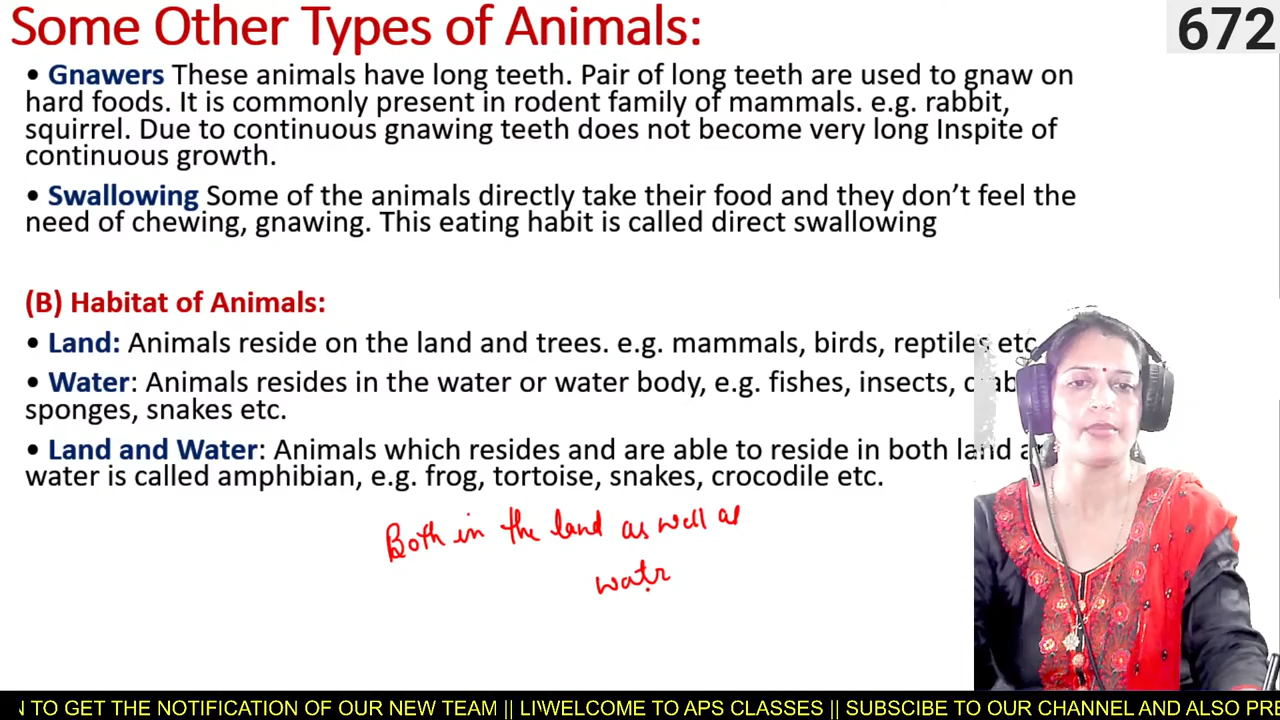 Some Other Types of Animals:
672
• Gnawers These animals have long teeth. Pair of long teeth are used to gnaw on
hard foods. It is commonly present in rodent family of mammals. e.g. rabbit,
squirrel. Due to continuous gnawing teeth does not become very long Inspite of
continuous growth.
• Swallowing Some of the animals directly take their food and they don't feel the
need of chewing, gnawing. This eating habit is called direct swallowing
(B) Habitat of Animals:
• Land: Animals reside on the land and trees. e.g. mammals, birds, reptiles etc
• Water: Animals resides in the water or water body, e.g. fishes, insects,
sponges, snakes etc.
• Land and Water: Animals which resides and are able to reside in both land
water is called amphibian, e.g. frog, tortoise, snakes, crocodile etc.
Both in the land as well as
watr
N TO GET THE NOTIFICATION OF OUR NEW TEAM || LI\WELCOME TO APS CLASSES || SUBSCRIBE TO OUR CHANNEL AND ALSO PRE